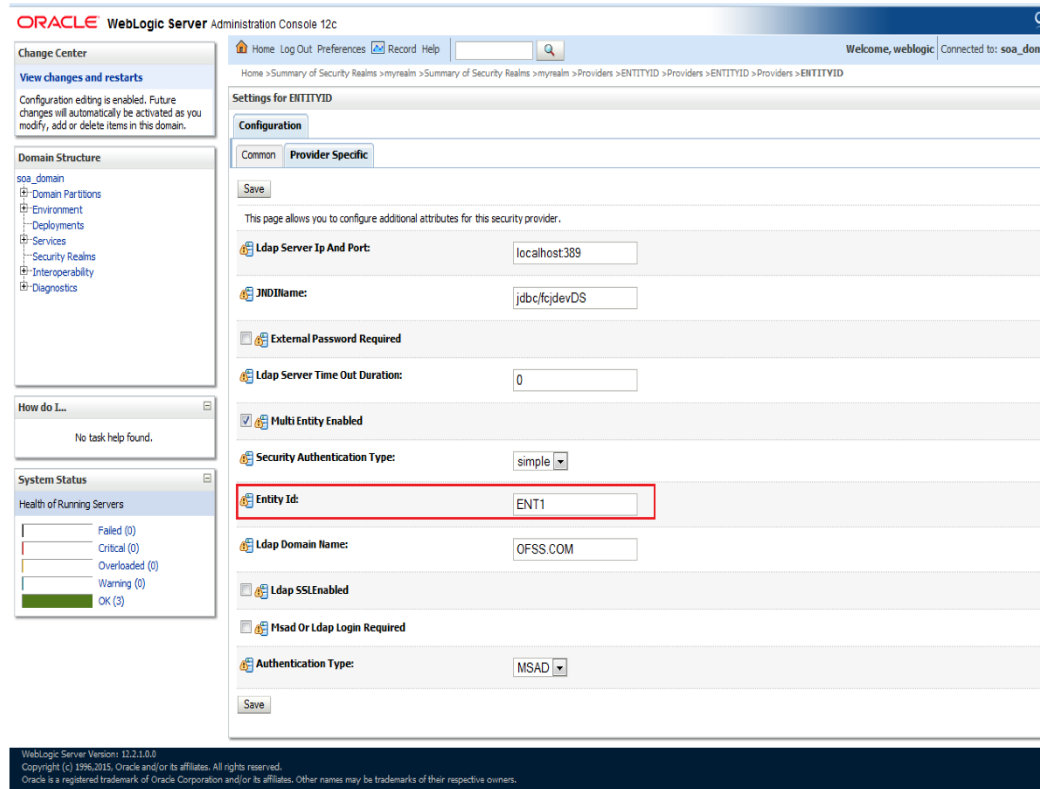 ORACLE WebLogic Server Administration Console 12c
Change Center
View changes and restarts
Configuration editing is enabled. Future
changes will automatically be activated as you
modify, add or delete items in this domain.
Domain Structure
soa_domain
Domain Partitions
Environment
Deployments
Services
Security Realms
Interoperability
Diagnostics
How do I...
No task help found.
System Status
Health of Running Servers
Failed (0)
Critical (0)
Overloaded (0)
Warning (0)
OK (3)
Home Log Out Preferences Record Help
Welcome, weblogic Connected to: soa_don
Home >Summary of Security Realms >myrealm >Summary of Security Realms >myrealm >Providers >ENTITYID >Providers >ENTITYID >Providers >ENTITYID
Settings for ENTITYID
Configuration
Common Provider Specific
Save
This page allows you to configure additional attributes for this security provider.
Ldap Server Ip And Port: localhost:389
JNDIName: jdbc/fcjdevDS
External Password Required
Ldap Server Time Out Duration: 0
Multi Entity Enabled
Security Authentication Type: simple
Entity Id: ENT1
Ldap Domain Name: OFSS.COM
Ldap SSLEnabled
Msad Or Ldap Login Required
Authentication Type: MSAD
Save
WebLogic Server Version: 12.2.1.0.0
Copyright (c) 1996,2015, Oracle and/or its affiliates. All rights reserved.
Oracle is a registered trademark of Oracle Corporation and/or its affiliates. Other names may be trademarks of their respective owners.